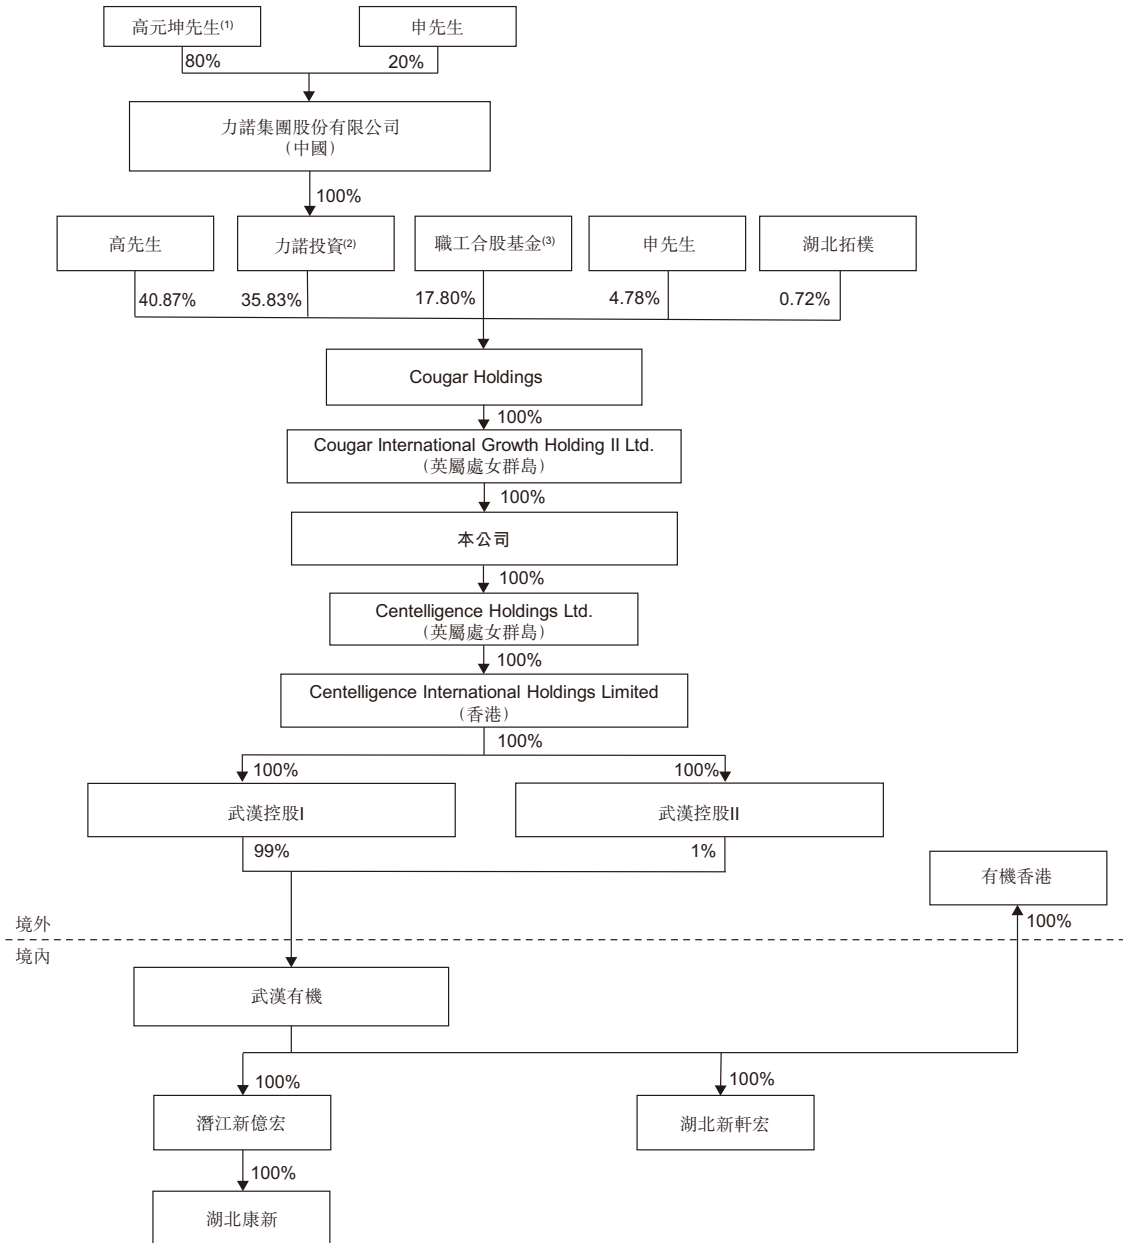 高元坤先生(1)
申先生
80%
20%
力諾集團股份有限公司
(中國)
100%
高先生
力諾投資(2)
職工合股基金(3)
申先生
湖北拓樸
40.87%
35.83%
17.80%
4.78%
0.72%
Cougar Holdings
100%
Cougar International Growth Holding II Ltd.
(英屬處女群島)
100%
本公司
100%
Centelligence Holdings Ltd.
(英屬處女群島)
100%
Centelligence International Holdings Limited
(香港)
100%
100%
100%
武漢控股I
武漢控股II
99%
1%
有機香港
100%
境外
境內
武漢有機
100%
100%
潛江新億宏
湖北新軒宏
100%
湖北康新